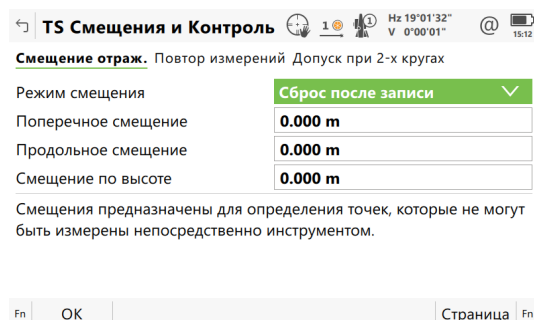 TS Смещения и Контроль 1 1 Hz 19°01'32" @
V 0°00'01" 15:12
Смещение отраж. Повтор измерений Допуск при 2-х кругах
Режим смещения Сброс после записи
Поперечное смещение 0.000 m
Продольное смещение 0.000 m
Смещение по высоте 0.000 m
Смещения предназначены для определения точек, которые не могут
быть измерены непосредственно инструментом.
Fn OK Страница Fn